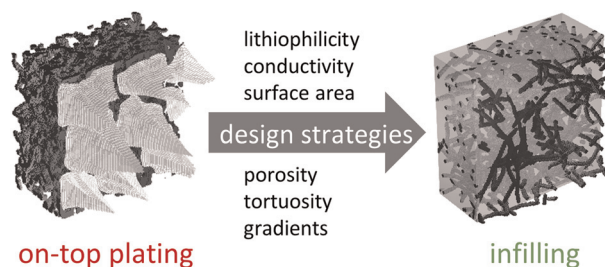 lithiophilicity
conductivity
surface area
design strategies
porosity
tortuosity
gradients
on-top plating
infilling